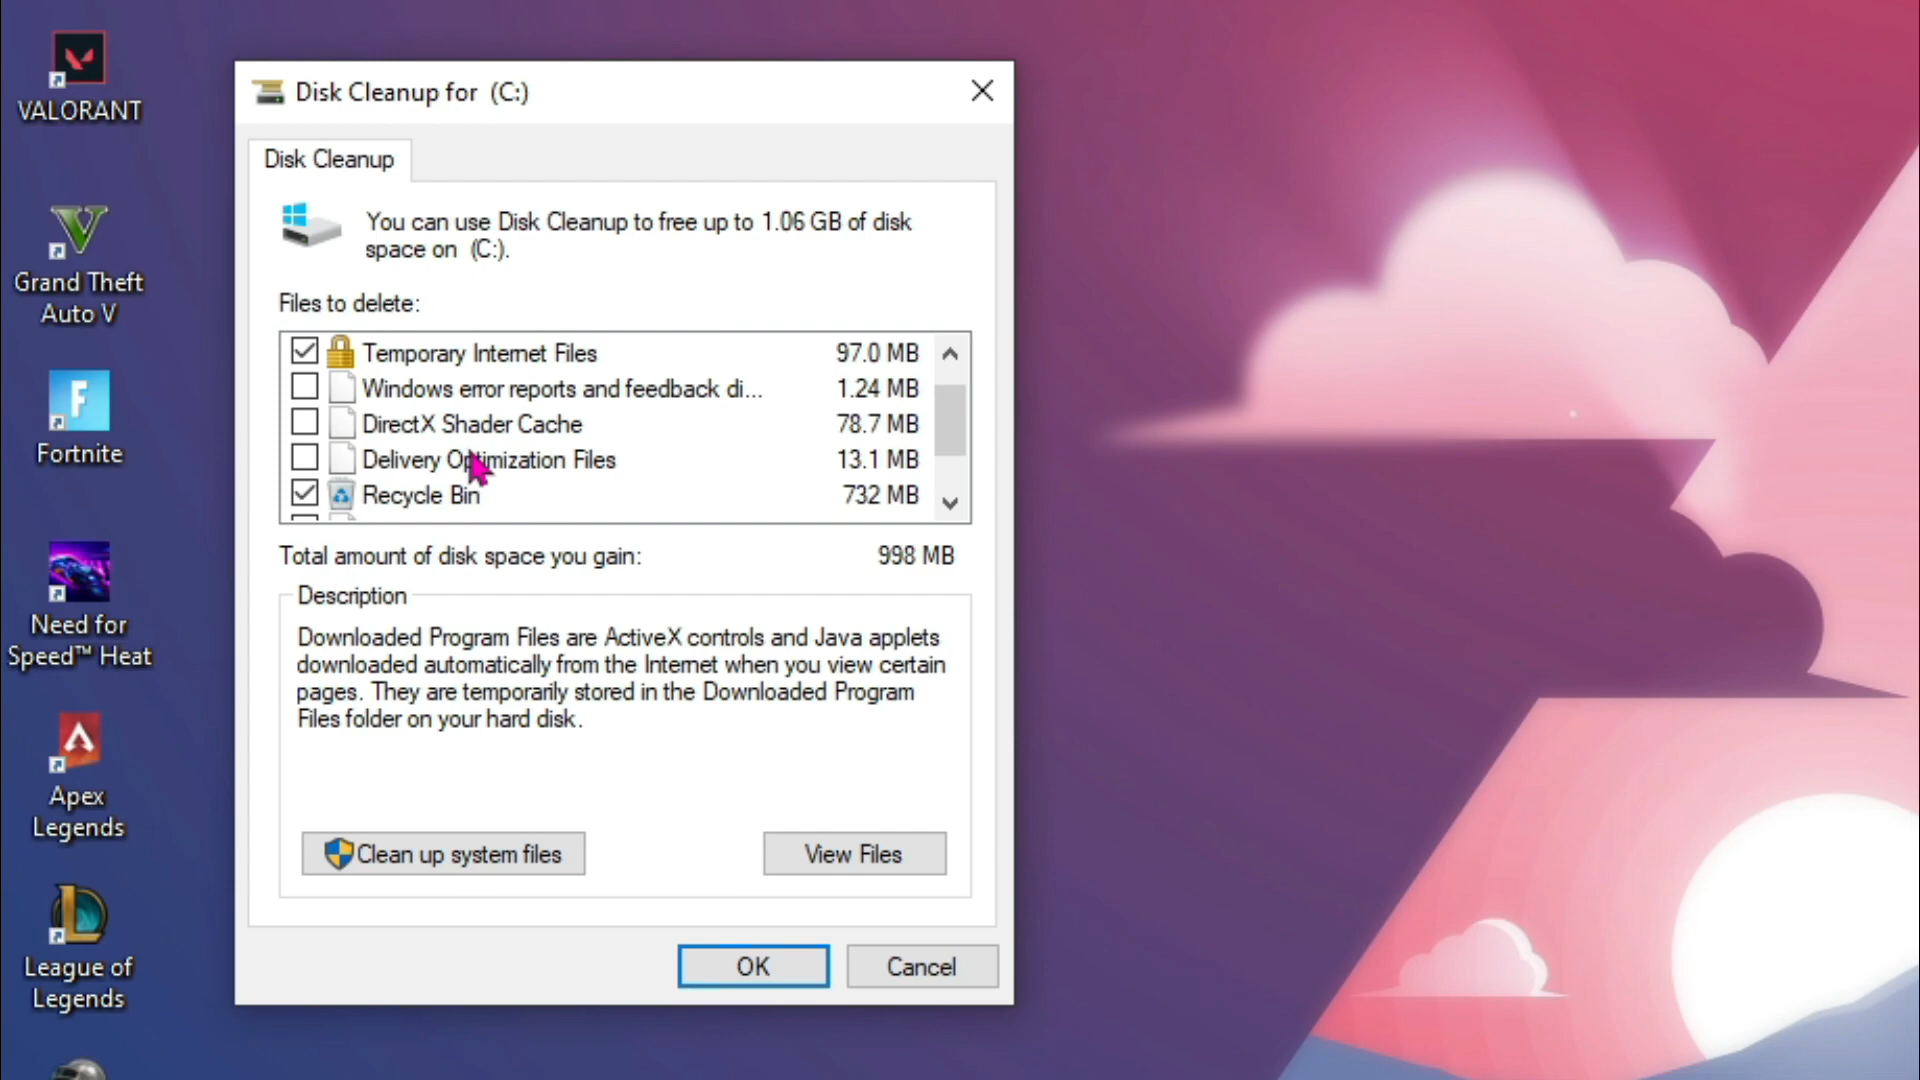 VALORANT
Grand Theft
Auto V
Fortnite
Need for
Speed™ Heat
Apex
Legends
League of
Legends
Disk Cleanup for (C:)
Disk Cleanup
You can use Disk Cleanup to free up to 1.06 GB of disk
space on (C:).
Files to delete:
Temporary Internet Files 97.0 MB
Windows error reports and feedback di... 1.24 MB
DirectX Shader Cache 78.7 MB
Delivery Optimization Files 13.1 MB
Recycle Bin 732 MB
Total amount of disk space you gain: 998 MB
Description
Downloaded Program Files are ActiveX controls and Java applets
downloaded automatically from the Internet when you view certain
pages. They are temporarily stored in the Downloaded Program
Files folder on your hard disk.
Clean up system files View Files
OK Cancel